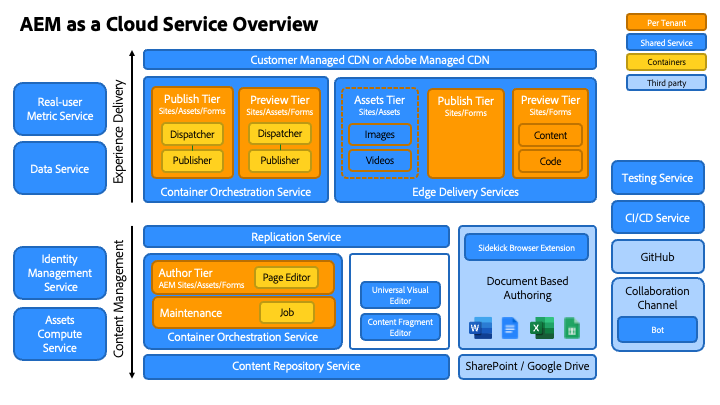 AEM as a Cloud Service Overview
Per Tenant
Shared Service
Containers
Third party
Experience Delivery
Content Management
Real-user
Metric Service
Data Service
Identity
Management
Service
Assets
Compute
Service
Customer Managed CDN or Adobe Managed CDN
Publish Tier
Sites/Assets/Forms
Dispatcher
Publisher
Preview Tier
Sites/Assets/Forms
Dispatcher
Publisher
Container Orchestration Service
Assets Tier
Sites/Assets
Images
Videos
Publish Tier
Sites/Forms
Preview Tier
Sites/Forms
Content
Code
Edge Delivery Services
Replication Service
Author Tier
AEM Sites/Assets/Forms
Page Editor
Maintenance
Job
Container Orchestration Service
Universal Visual
Editor
Content Fragment
Editor
Content Repository Service
Sidekick Browser Extension
Document Based
Authoring
W
X
SharePoint / Google Drive
Testing Service
CI/CD Service
GitHub
Collaboration
Channel
Bot